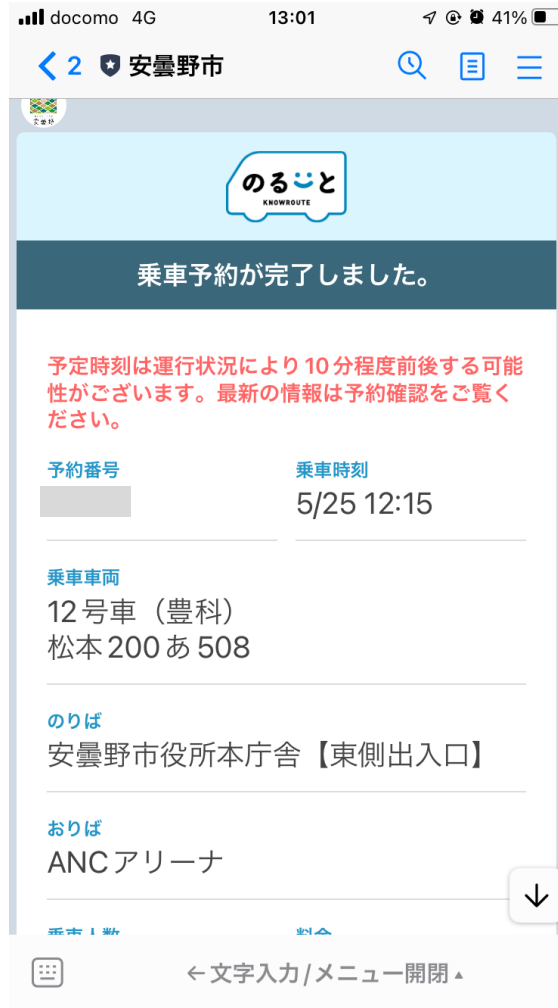 docomo 4G 13:01 41%
2 安曇野市
安曇野
のるーと
KNOWROUTE
乗車予約が完了しました。
予定時刻は運行状況により10分程度前後する可能
性がございます。最新の情報は予約確認をご覧く
ださい。
予約番号 乗車時刻
5/25 12:15
乗車車両
12号車（豊科）
松本200あ508
のりば
安曇野市役所本庁舎【東側出入口】
おりば
ANCアリーナ
乗車人数 料金
←文字入力/メニュー開閉▲